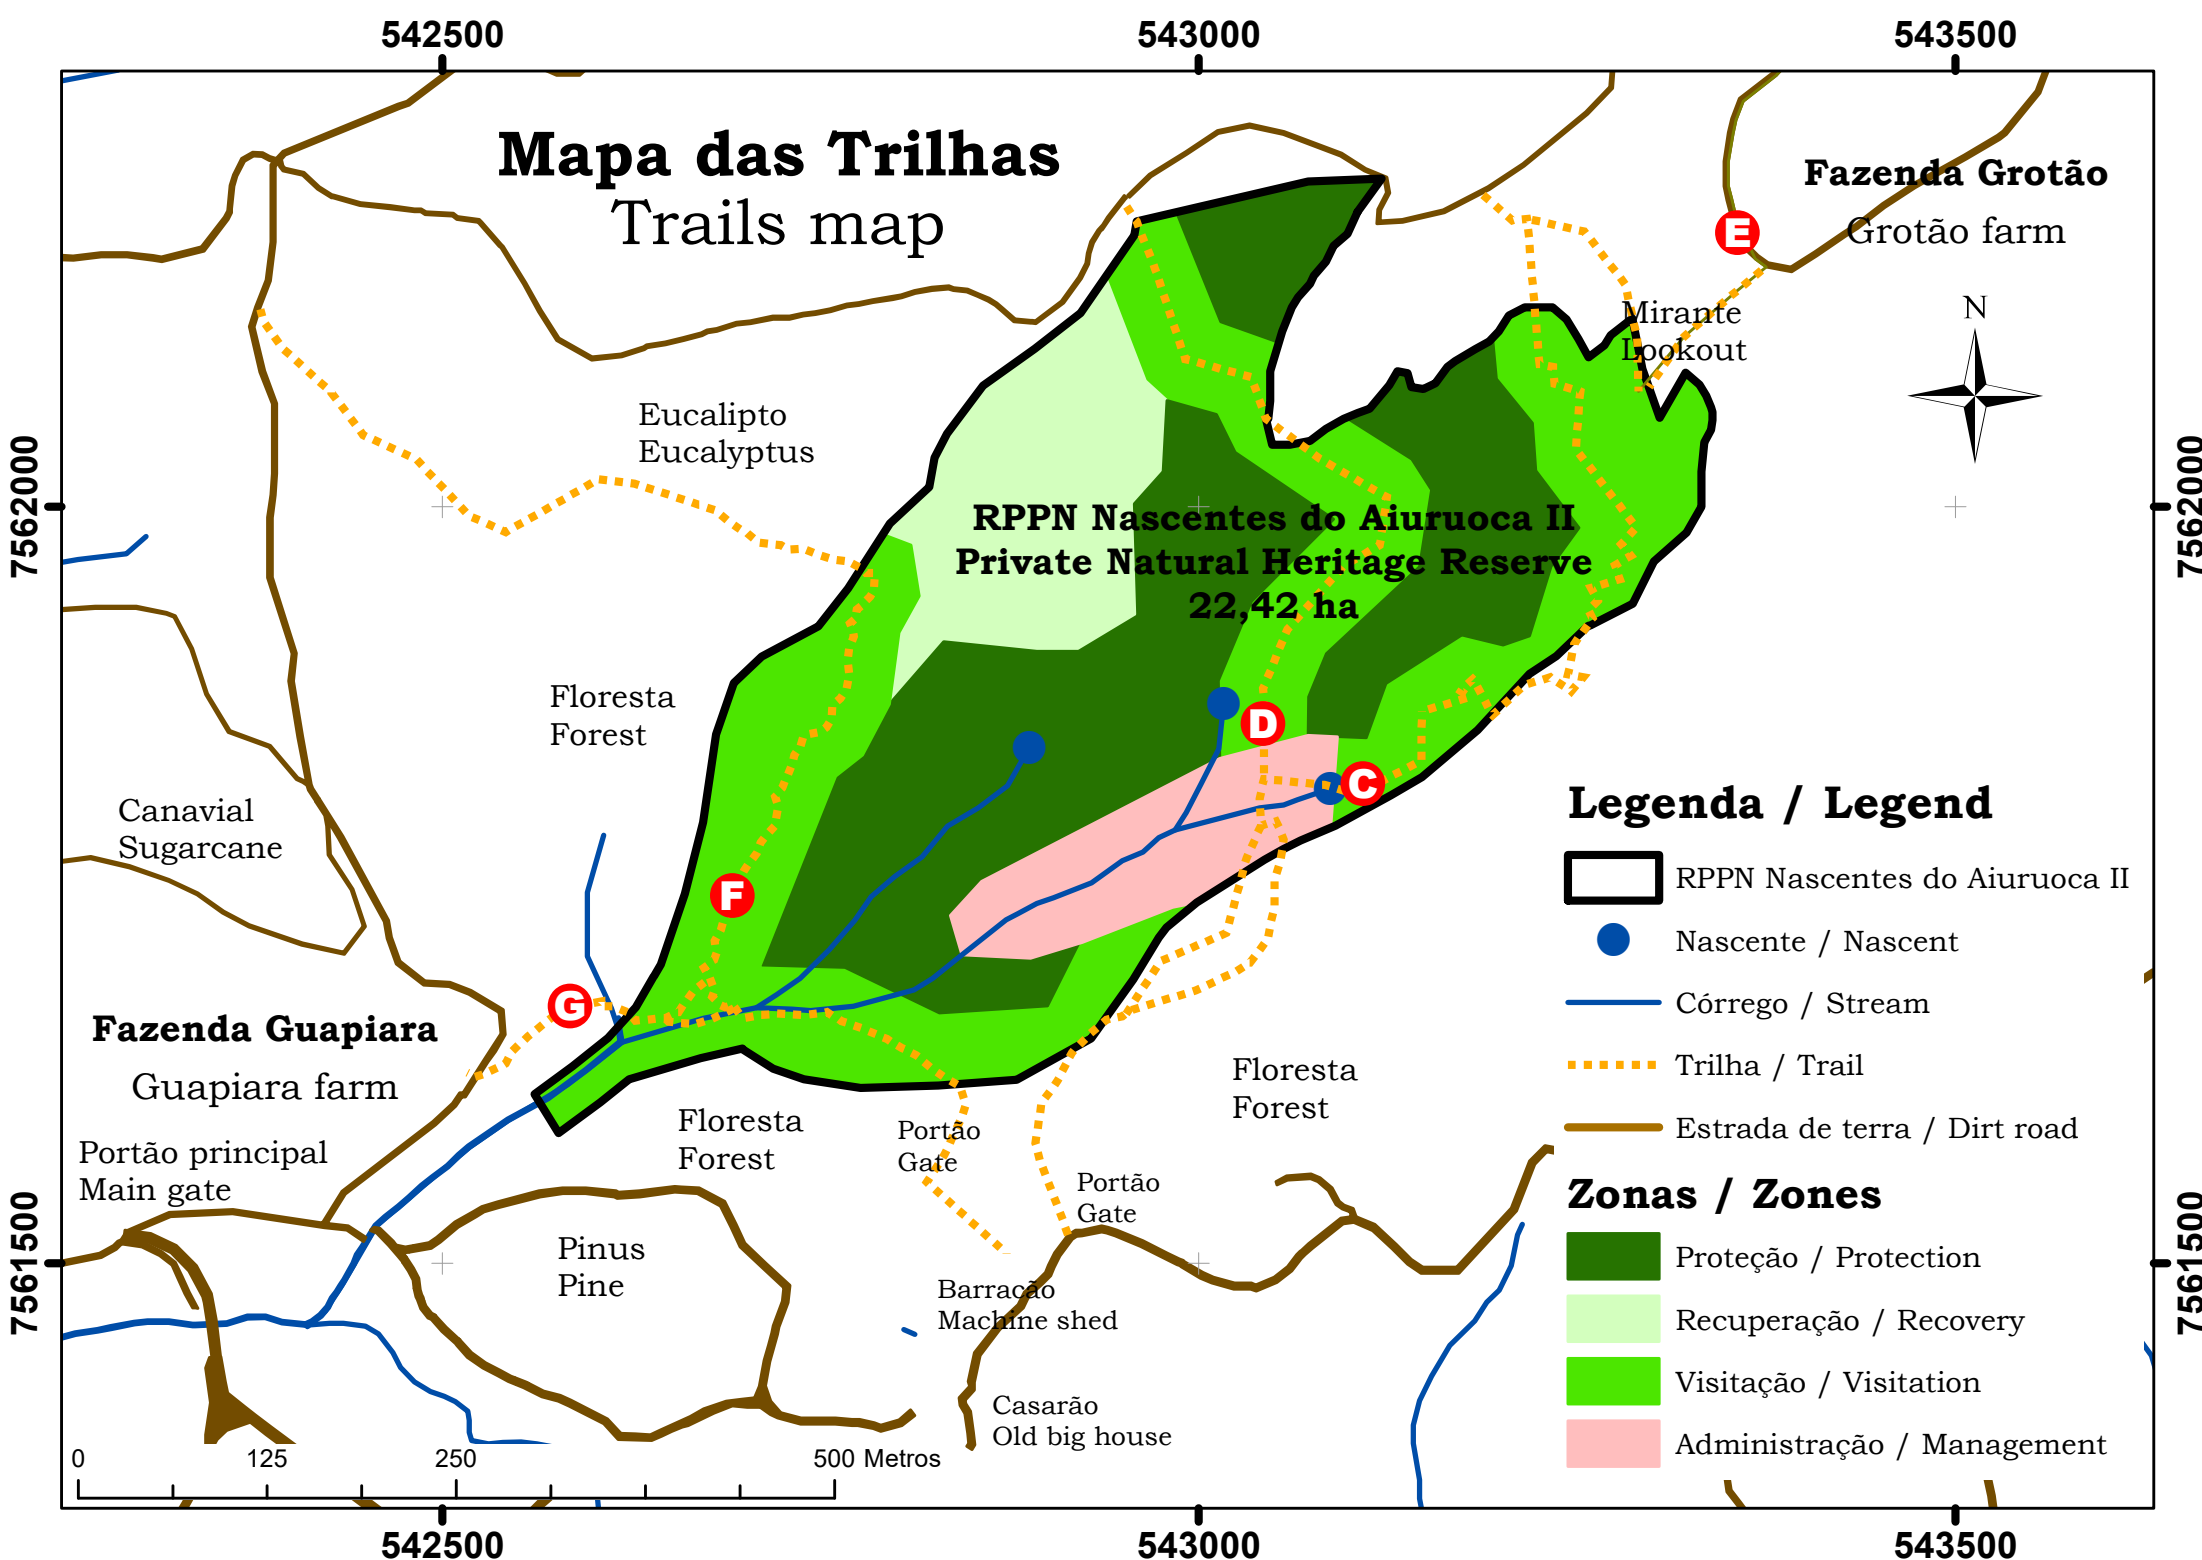 542500
543000
543500
Mapa das Trilhas
Trails map
Fazenda Grotão
Grotão farm
E
N
Mirante
Lookout
Eucalipto
Eucalyptus
7562000
7562000
RPPN Nascentes do Aiuruoca II
Private Natural Heritage Reserve
22,42 ha
Floresta
Forest
D
C
Canavial
Sugarcane
F
G
Fazenda Guapiara
Guapiara farm
Portão principal
Main gate
Floresta
Forest
Portão
Gate
Floresta
Forest
Portão
Gate
Pinus
Pine
Barracão
Machine shed
Casarão
Old big house
7561500
7561500
Legenda / Legend
RPPN Nascentes do Aiuruoca II
Nascente / Nascent
Córrego / Stream
Trilha / Trail
Estrada de terra / Dirt road
Zonas / Zones
Proteção / Protection
Recuperação / Recovery
Visitação / Visitation
Administração / Management
0 125 250 500 Metros
542500
543000
543500